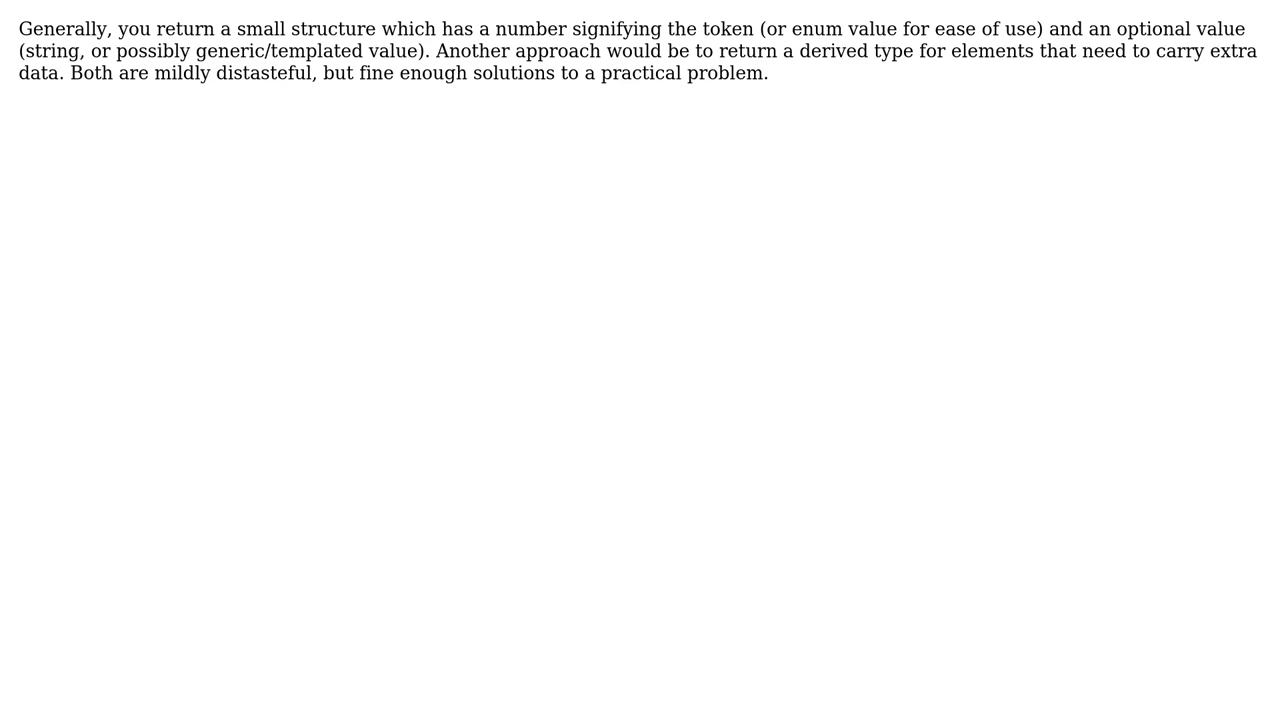 Generally, you return a small structure which has a number signifying the token (or enum value for ease of use) and an optional value
(string, or possibly generic/templated value). Another approach would be to return a derived type for elements that need to carry extra
data. Both are mildly distasteful, but fine enough solutions to a practical problem.